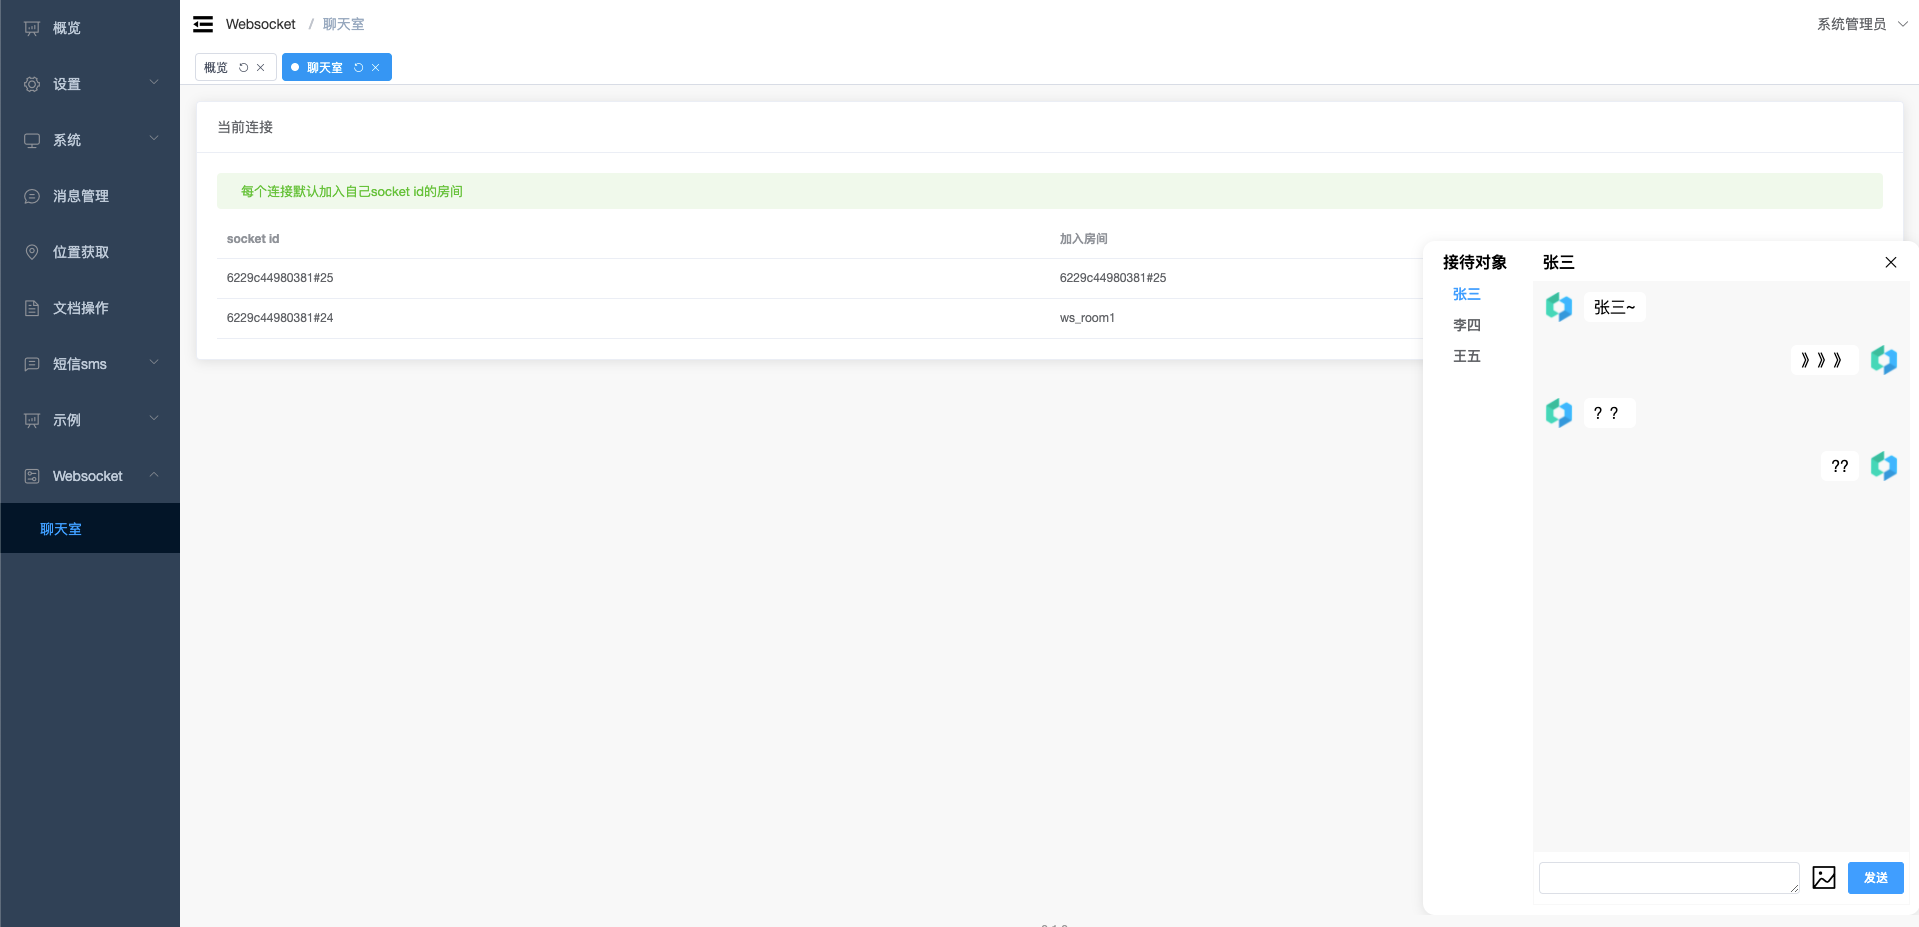 概览
设置
系统
消息管理
位置获取
文档操作
短信sms
示例
Websocket
聊天室
Websocket / 聊天室
系统管理员
概览
聊天室
当前连接
每个连接默认加入自己socket id的房间
socket id 加入房间
6229c44980381#25 6229c44980381#25
6229c44980381#24 ws_room1
接待对象
张三
李四
王五
张三
张三~
》》》
？？
??
发送